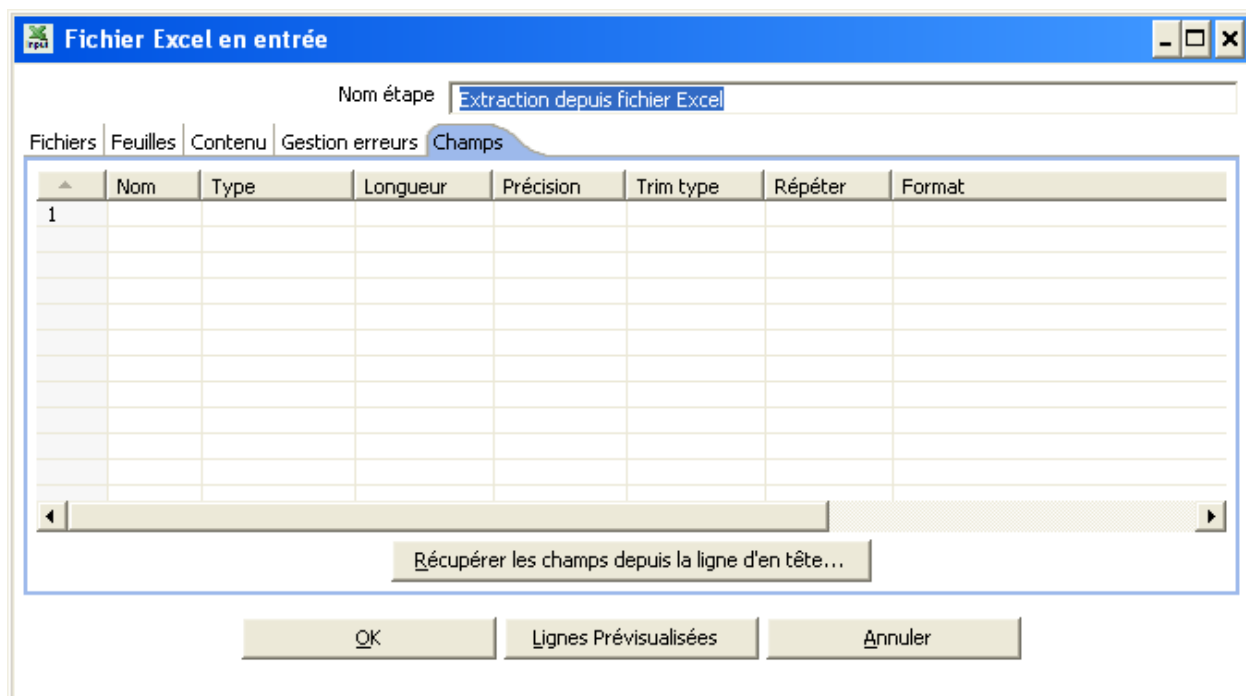 Fichier Excel en entrée
Nom étape Extraction depuis fichier Excel
Fichiers Feuilles Contenu Gestion erreurs Champs
Nom Type Longueur Précision Trim type Répéter Format
1
Récupérer les champs depuis la ligne d'en tête...
OK Lignes Prévisualisées Annuler